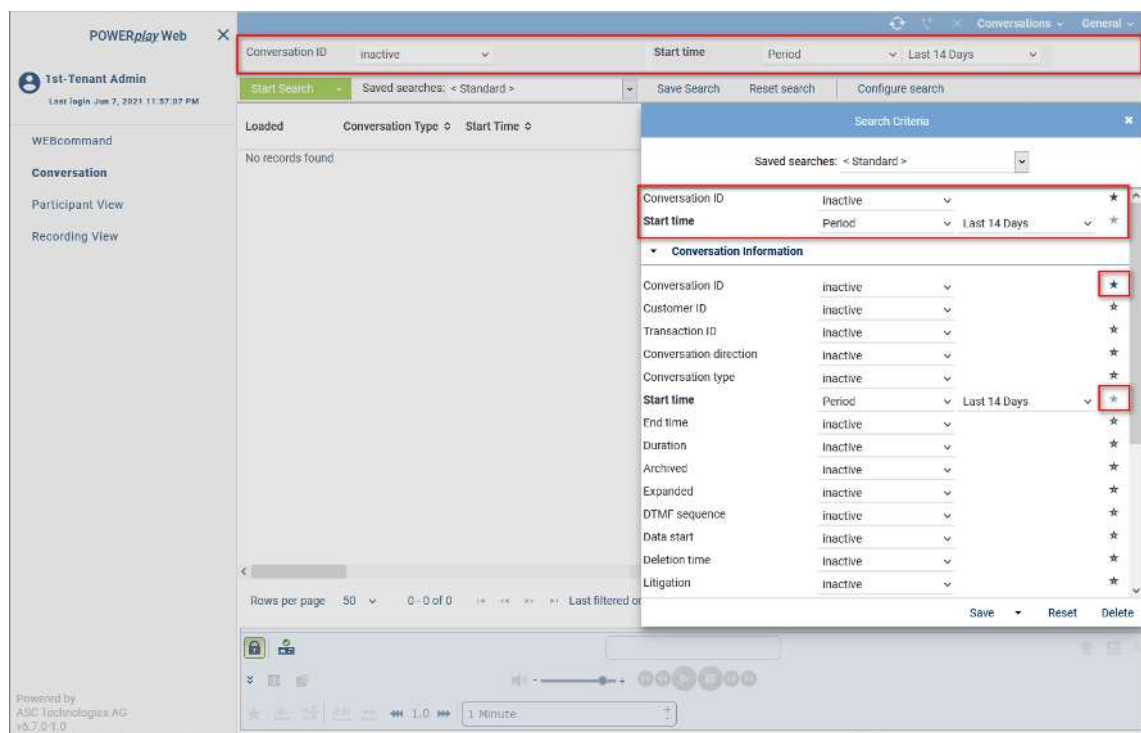 POWERplay Web
1st-Tenant Admin
Last login Jun 7, 2021 11:57:07 PM
WEBcommand
Conversation
Participant View
Recording View
Powered by
ASC Technologies AG
v6.7.0-1.0
Conversations General
Conversation ID inactive Start time Period Last 14 Days
Start Search Saved searches: < Standard > Save Search Reset search Configure search
Loaded Conversation Type Start Time
No records found
Rows per page 50 0 - 0 of 0 Last filtered
1.0 1 Minute
Search Criteria
Saved searches: < Standard >
Conversation ID inactive
Start time Period Last 14 Days
Conversation Information
Conversation ID inactive
Customer ID inactive
Transaction ID inactive
Conversation direction inactive
Conversation type inactive
Start time Period Last 14 Days
End time inactive
Duration inactive
Archived inactive
Expanded inactive
DTMF sequence inactive
Data start inactive
Deletion time inactive
Litigation inactive
Save Reset Delete